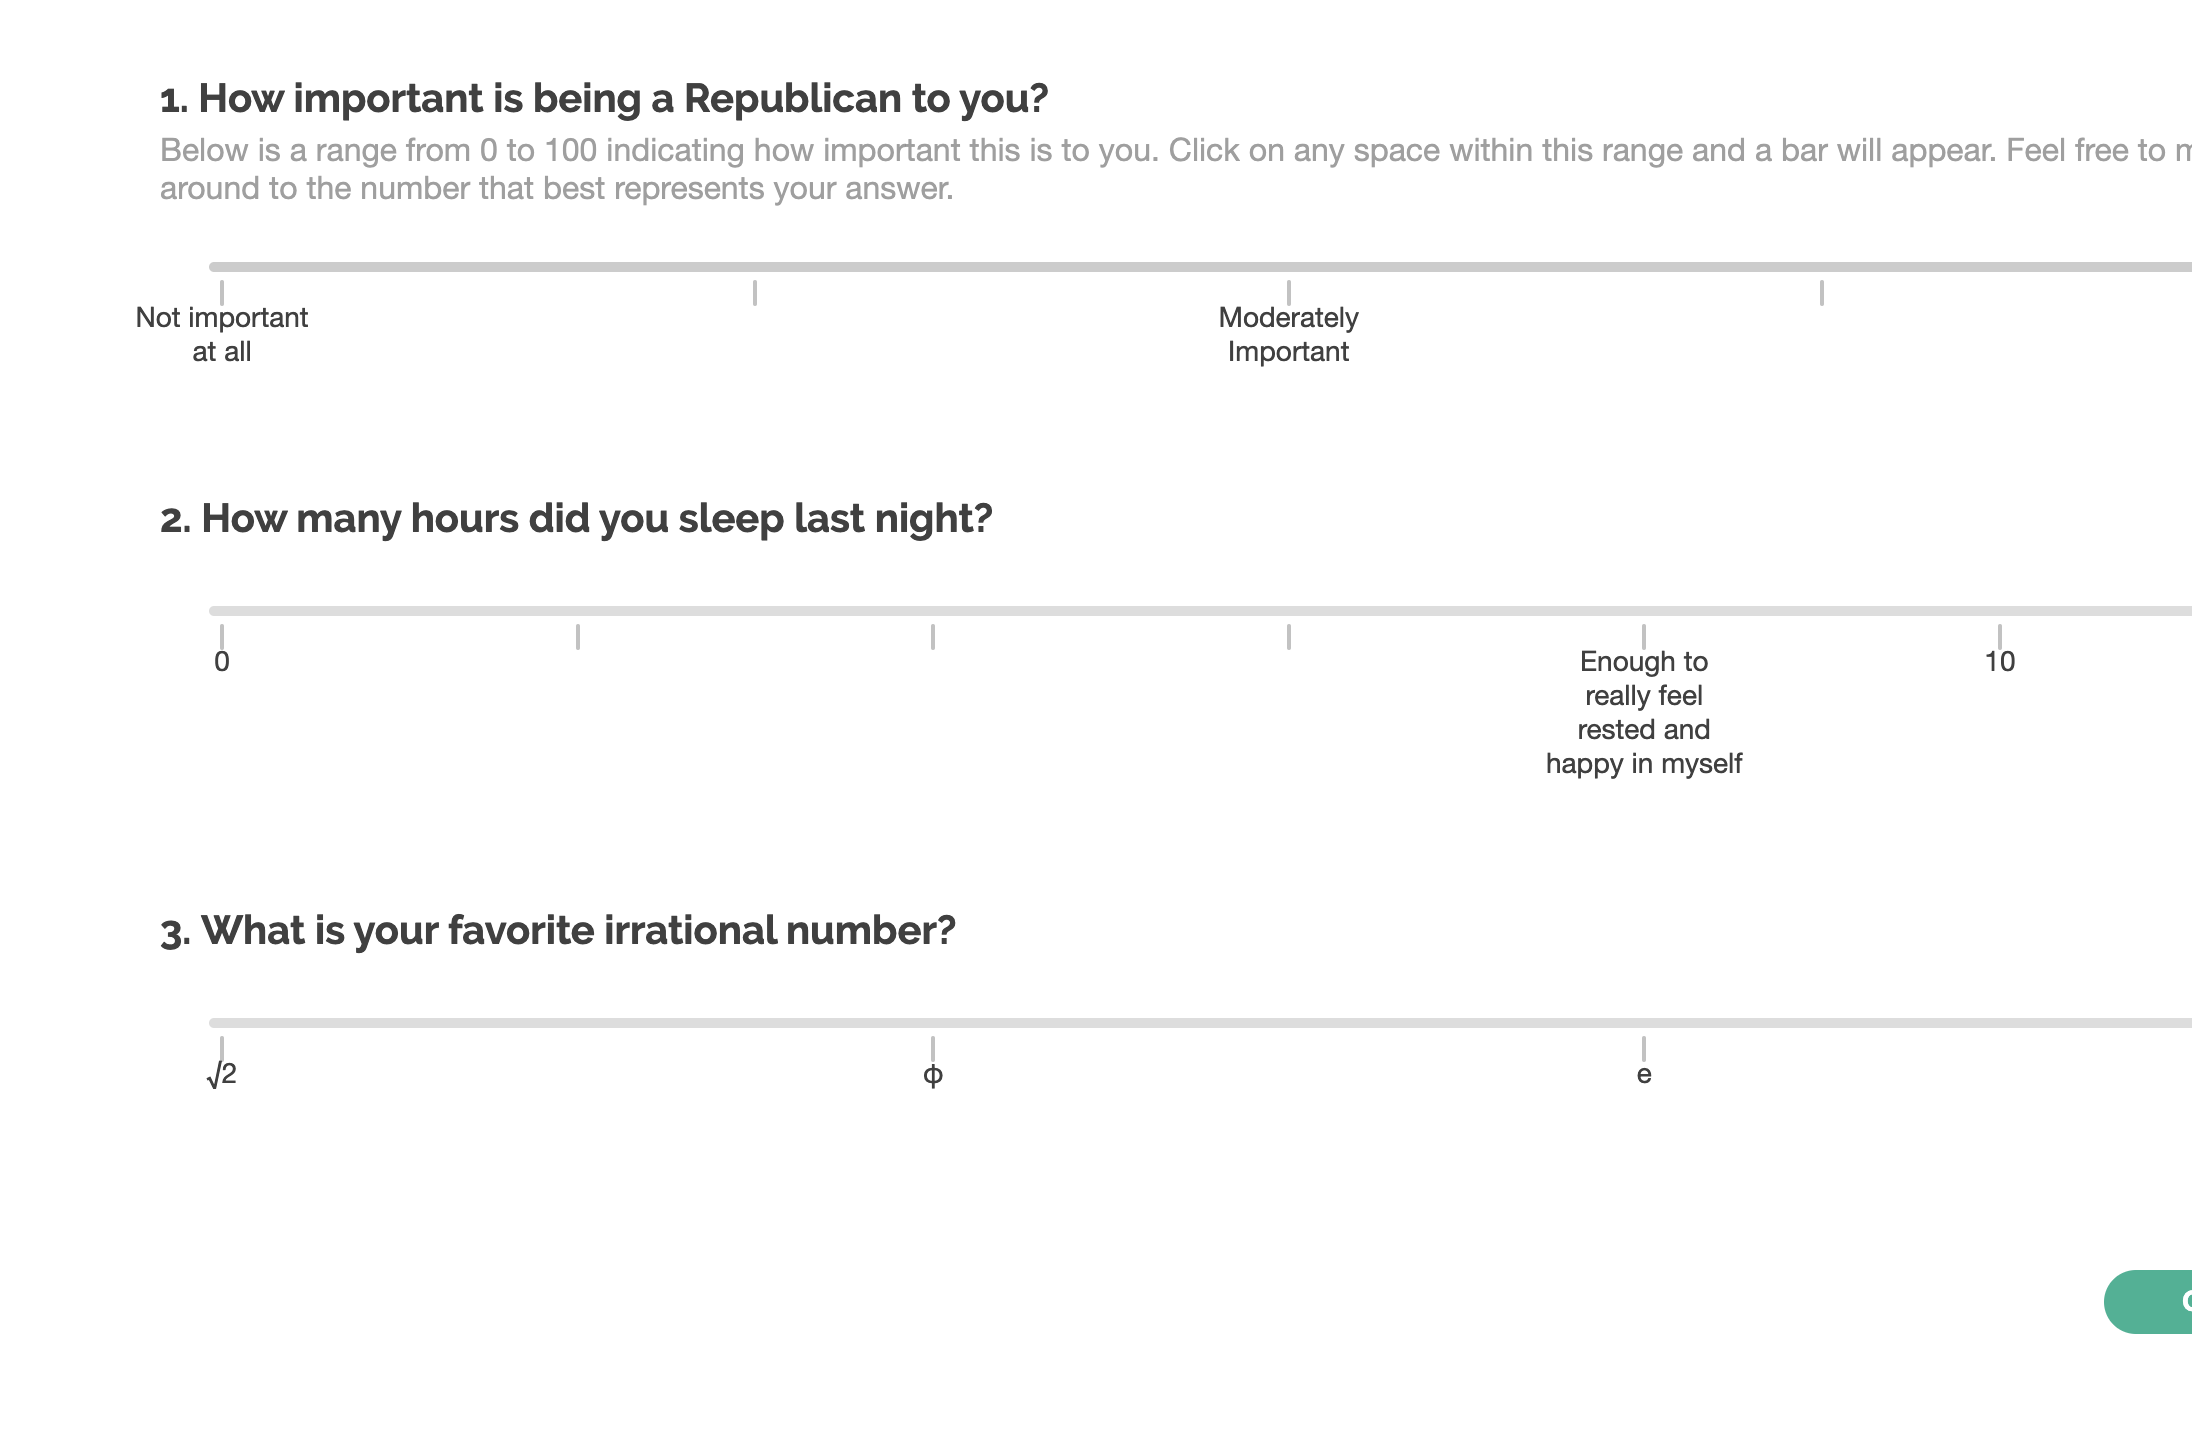 1. How important is being a Republican to you?
Below is a range from 0 to 100 indicating how important this is to you. Click on any space within this range and a bar will appear. Feel free to
around to the number that best represents your answer.
Not important
at all
Moderately
Important
2. How many hours did you sleep last night?
0
Enough to
really feel
rested and
happy in myself
10
3. What is your favorite irrational number?
√2
φ
e